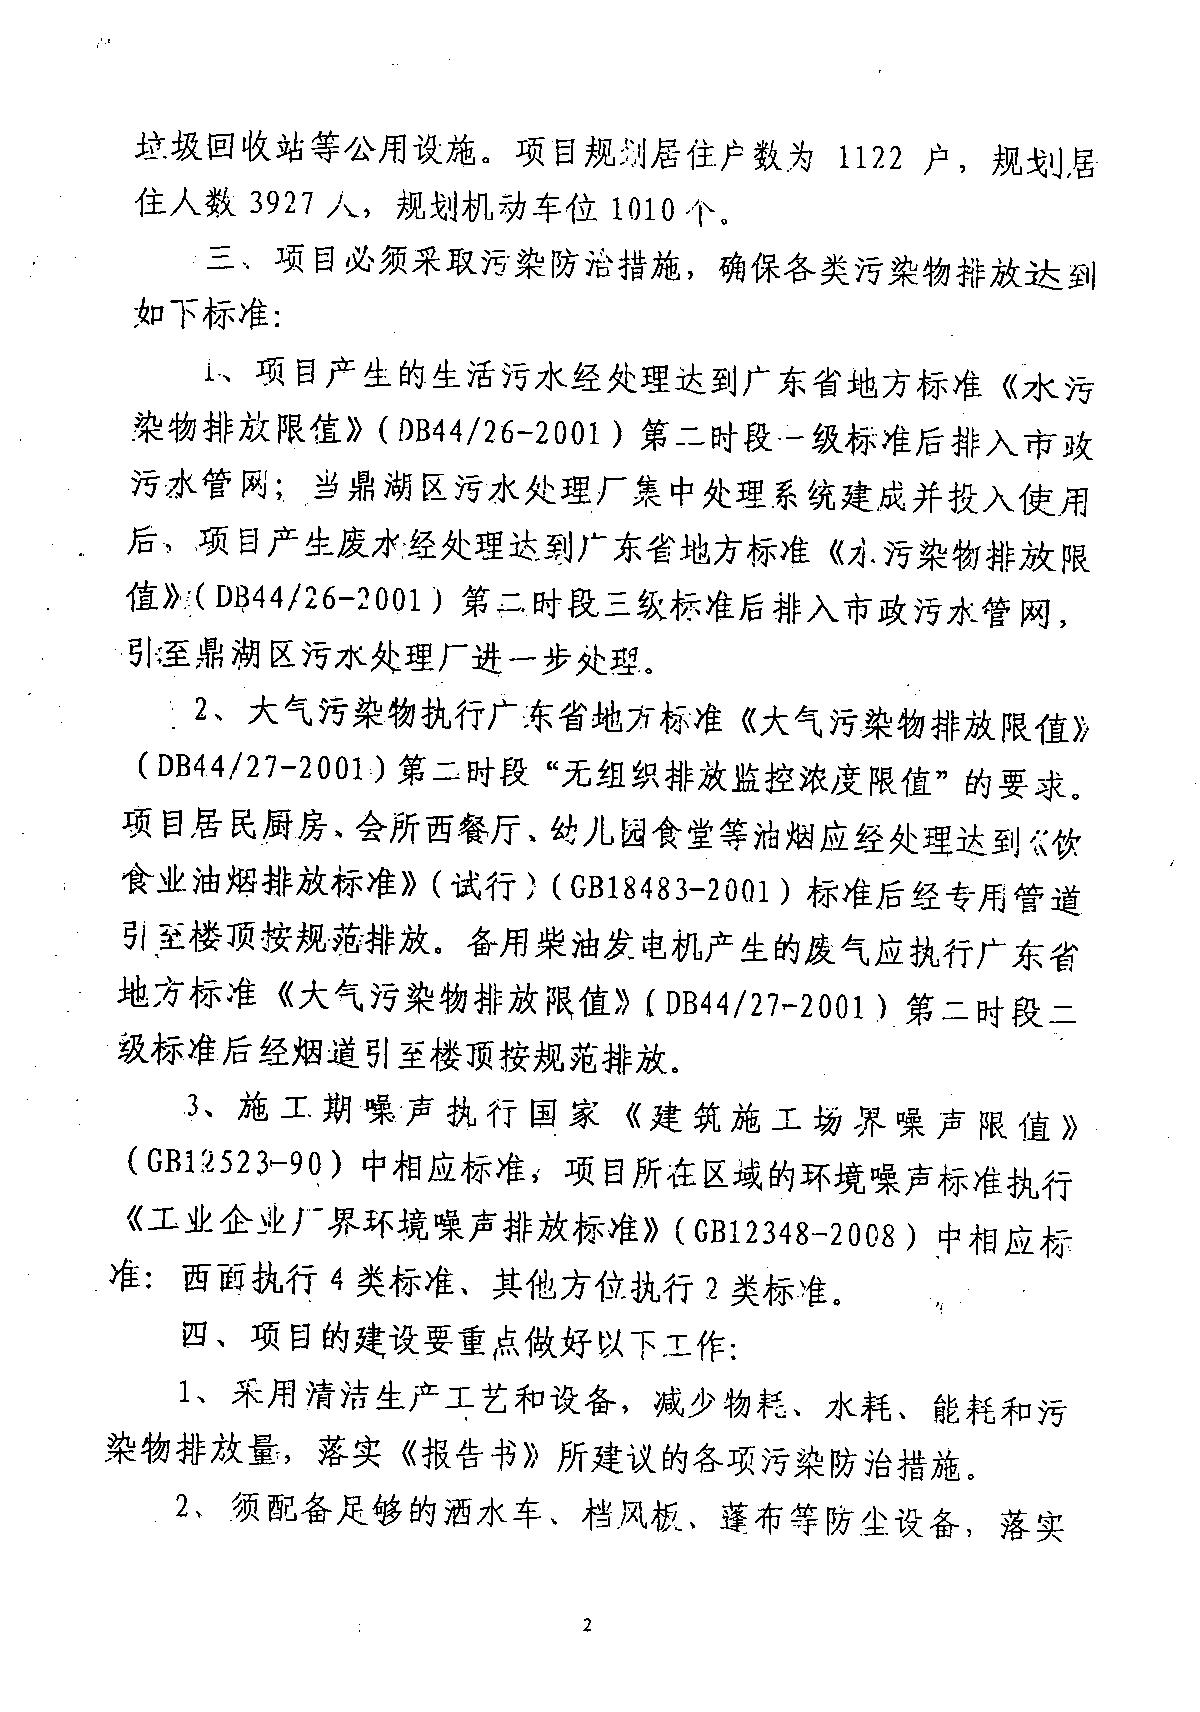 垃圾回收站等公用设施。项目规划居住户数为 1122 户，规划居
住人数 3927 人，规划机动车位 1010 个。
三、项目必须采取污染防治措施，确保各类污染物排放达到
如下标准：
1、项目产生的生活污水经处理达到广东省地方标准《水污
染物排放限值》（DB44/26-2001）第二时段一级标准后排入市政
污水管网；当鼎湖区污水处理厂集中处理系统建成并投入使用
后、项目产生废水经处理达到广东省地方标准《水污染物排放限
值》（DB44/26-2001）第二时段三级标准后排入市政污水管网，
引至鼎湖区污水处理厂进一步处理。
2、大气污染物执行广东省地方标准《大气污染物排放限值》
（DB44/27-2001）第二时段“无组织排放监控浓度限值”的要求。
项目居民厨房、会所西餐厅、幼儿园食堂等油烟应经处理达到《饮
食业油烟排放标准》（试行）（GB18483-2001）标准后经专用管道
引至楼顶按规范排放。备用柴油发电机产生的废气应执行广东省
地方标准《大气污染物排放限值》（DB44/27-2001）第二时段二
级标准后经烟道引至楼顶按规范排放。
3、施工期噪声执行国家《建筑施工场界噪声限值》
（GB12523-90）中相应标准，项目所在区域的环境噪声标准执行
《工业企业厂界环境噪声排放标准》（GB12348-2008）中相应标
准：西面执行 4 类标准、其他方位执行 2 类标准。
四、项目的建设要重点做好以下工作：
1、采用清洁生产工艺和设备，减少物耗、水耗、能耗和污
染物排放量，落实《报告书》所建议的各项污染防治措施。
2、须配备足够的洒水车、档风板、蓬布等防尘设备，落实
2